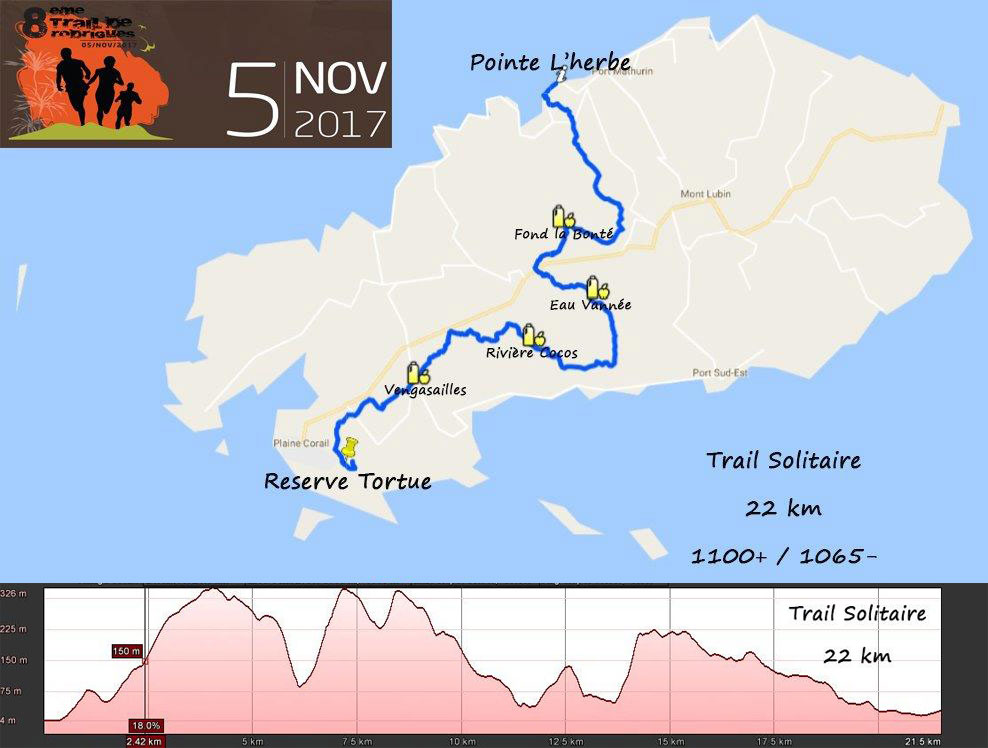 8eme
Trail de
rodrigues
05/NOV/2017
5 NOV
2017
Pointe L'herbe
Port Mathurin
Mont Lubin
Fond la Bonté
Eau Vannée
Rivière Cocos
Vengasailles
Port Sud-Est
Plaine Corail
Reserve Tortue
Trail Solitaire
22 km
1100+ / 1065-
326 m
225 m
150 m
75 m
4 m
150 m
Trail Solitaire
22 km
18.0%
2.42 km
5 km
7.5 km
10 km
12.5 km
15 km
17.5 km
21.5 km